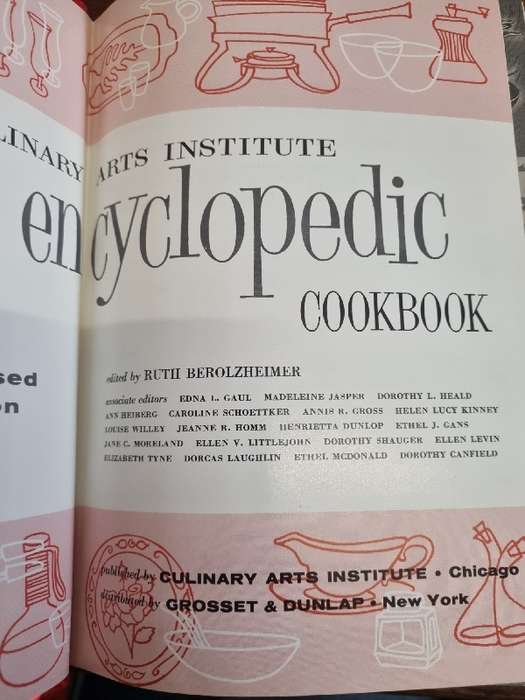 LINARY ARTS INSTITUTE
encyclopedic
COOKBOOK
sed
n
edited by RUTH BEROLZHEIMER
associate editors EDNA L. GAUL MADELEINE JASPER DOROTHY L. HEALD
ANN HEIBERG CAROLINE SCHOETTKER ANNIS R. GROSS HELEN LUCY KINNEY
LOUISE WILLEY JEANNE R. HOMM HENRIETTA DUNLOP ETHEL J. GANS
JANE C. MORELAND ELLEN V. LITTLEJOHN DOROTHY SHAUGER ELLEN LEVIN
ELIZABETH TYNE DORCAS LAUGHLIN ETHEL MCDONALD DOROTHY CANFIELD
published by CULINARY ARTS INSTITUTE • Chicago
distributed by GROSSET & DUNLAP • New York